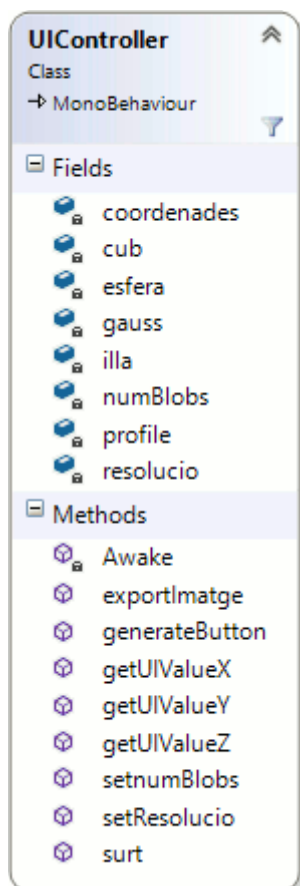 UIController
Class
MonoBehaviour
Fields
coordenades
cub
esfera
gauss
illa
numBlobs
profile
resolucio
Methods
Awake
exportImatge
generateButton
getUIValueX
getUIValueY
getUIValueZ
setnumBlobs
setResolucio
surt